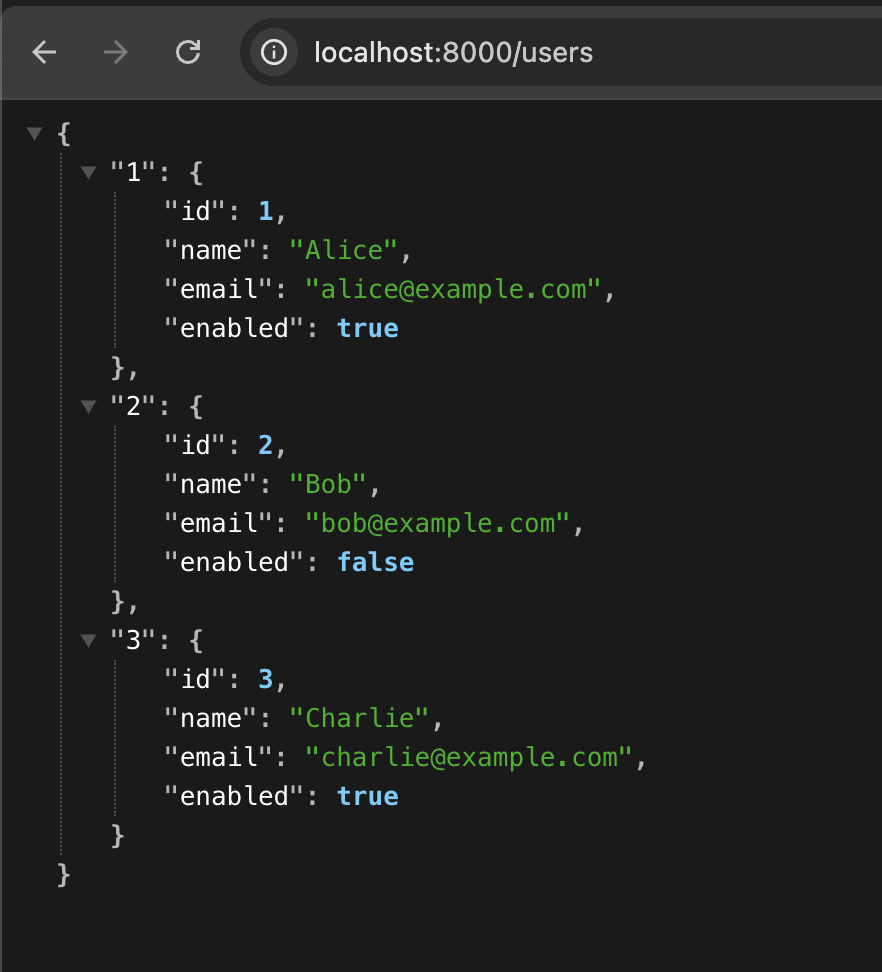 localhost:8000/users
{
"1": {
"id": 1,
"name": "Alice",
"email": "alice@example.com",
"enabled": true
},
"2": {
"id": 2,
"name": "Bob",
"email": "bob@example.com",
"enabled": false
},
"3": {
"id": 3,
"name": "Charlie",
"email": "charlie@example.com",
"enabled": true
}
}